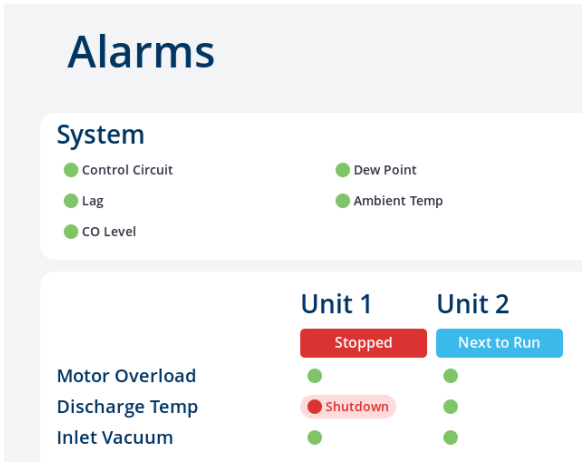 Alarms
System
Control Circuit Dew Point
Lag Ambient Temp
CO Level
Unit 1 Unit 2
Stopped Next to Run
Motor Overload
Discharge Temp Shutdown
Inlet Vacuum